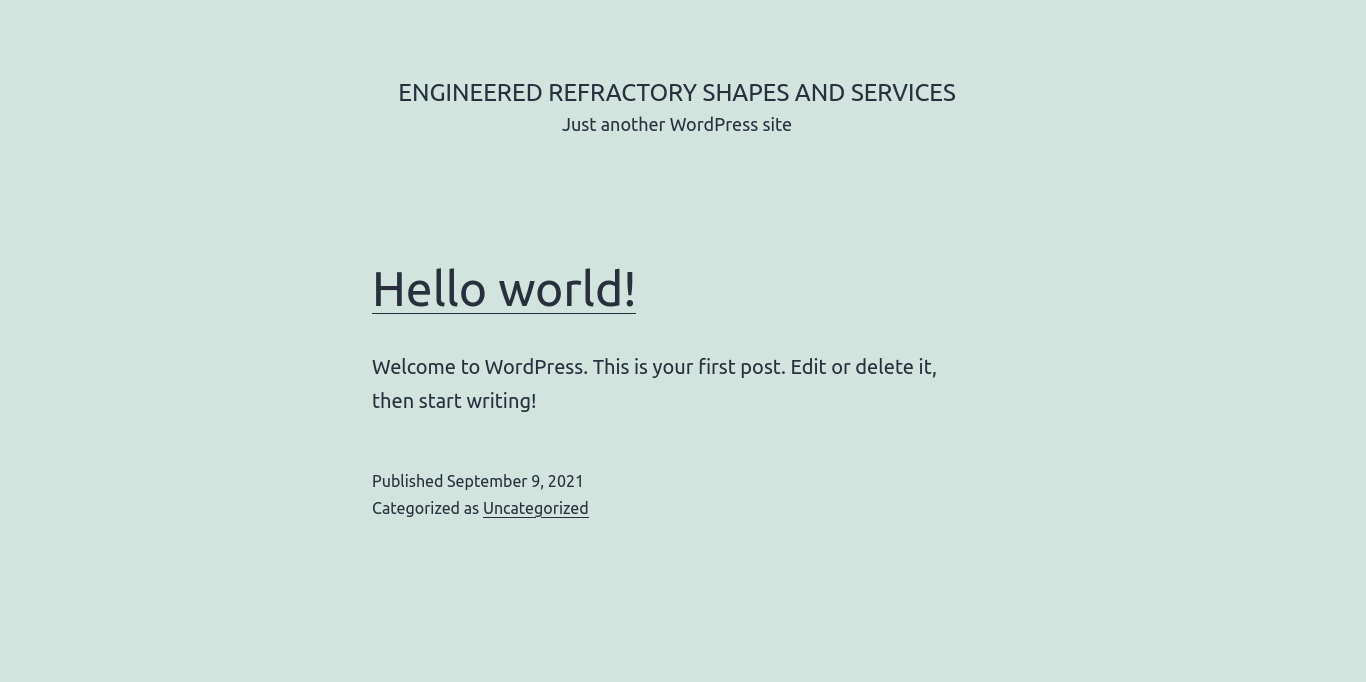 ENGINEERED REFRACTORY SHAPES AND SERVICES
Just another WordPress site
Hello world!
Welcome to WordPress. This is your first post. Edit or delete it,
then start writing!
Published September 9, 2021
Categorized as Uncategorized